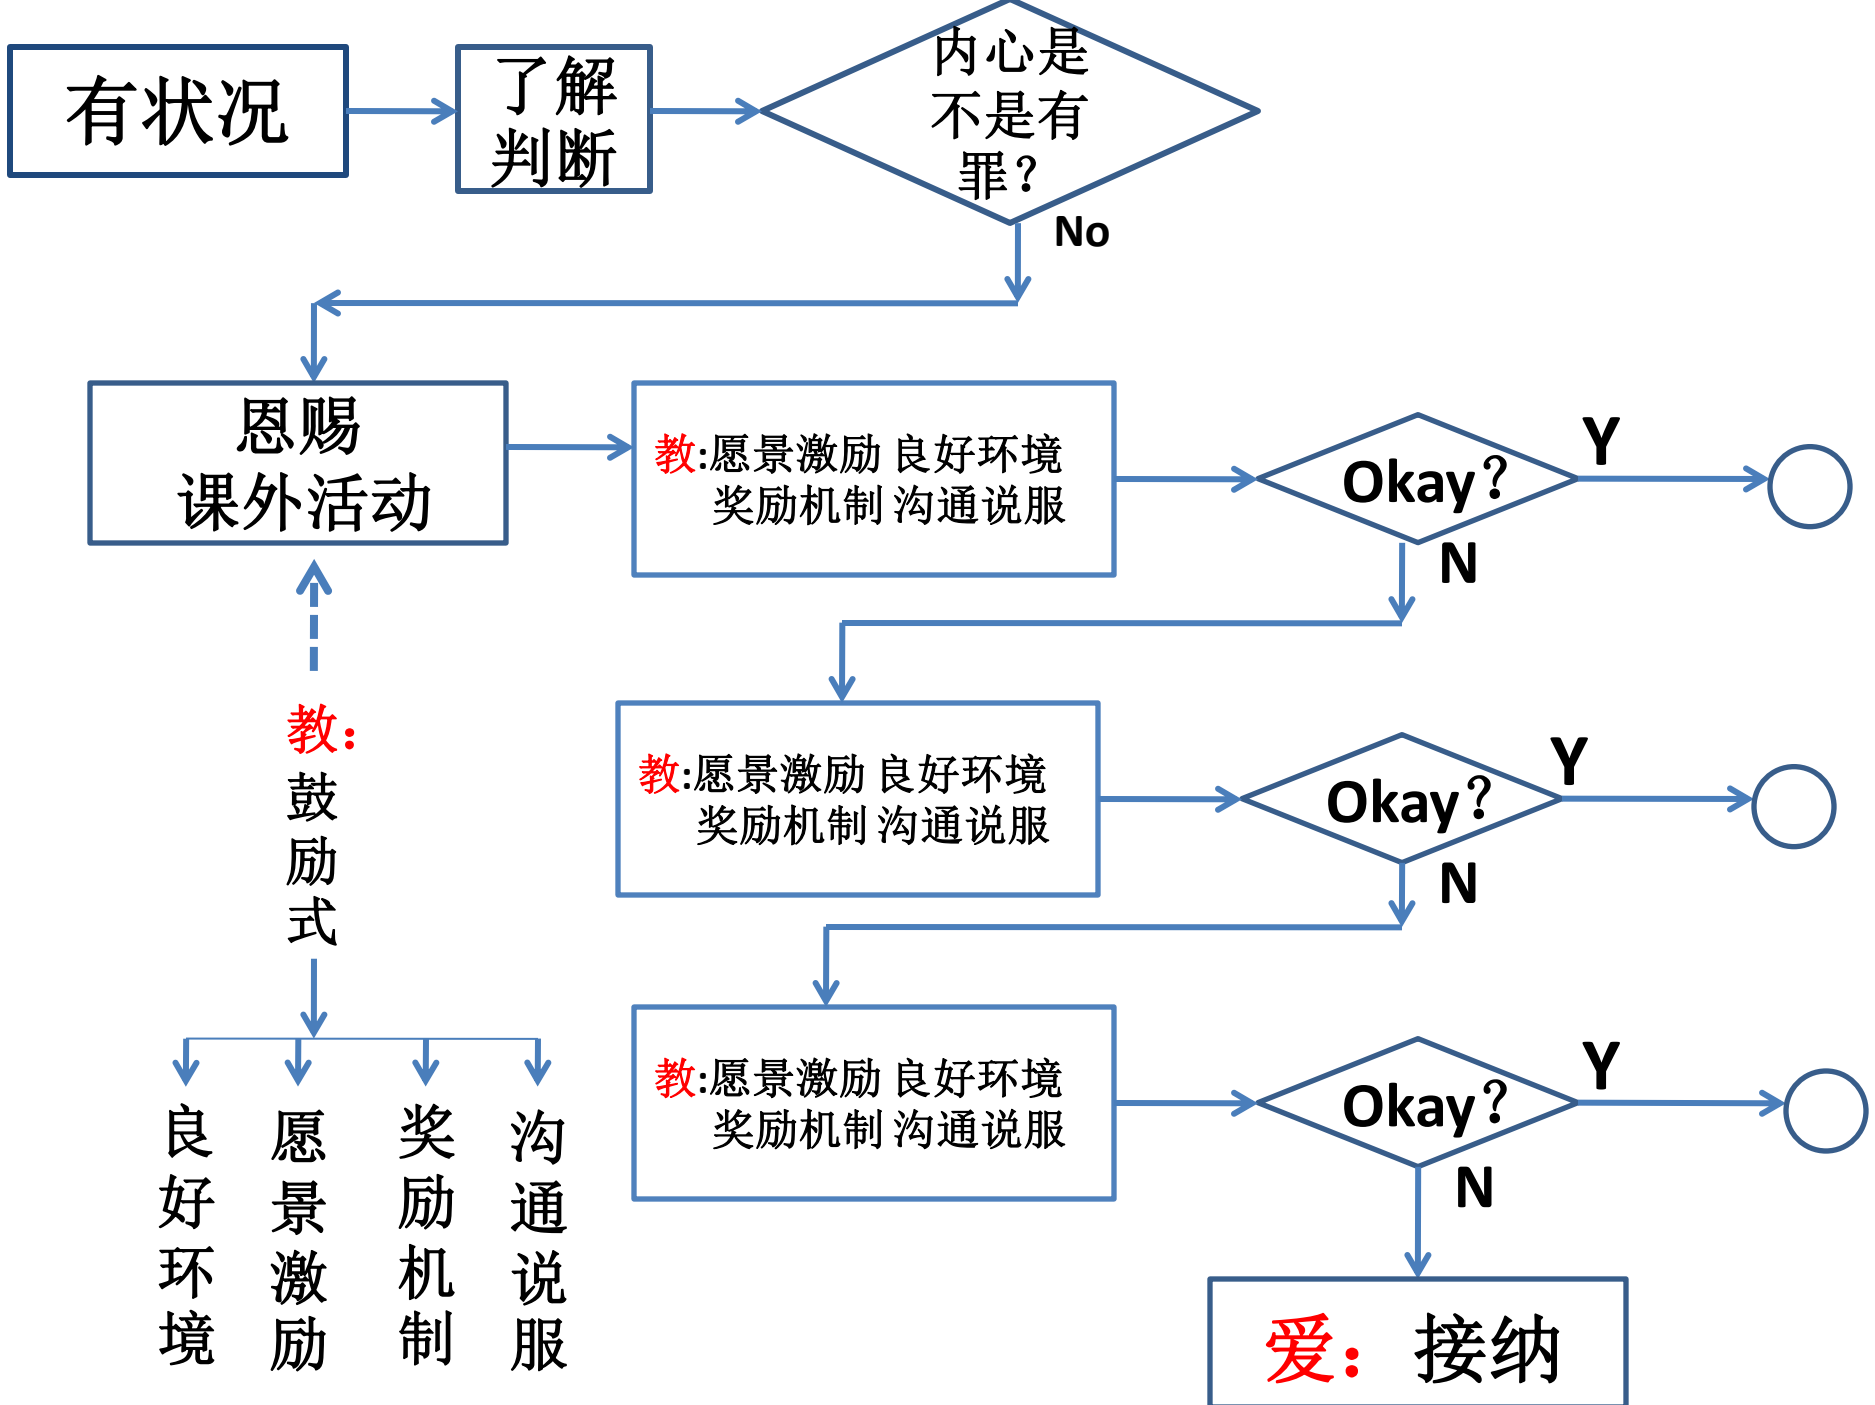 有状况
了解
判断
内心是
不是有
罪？
No
恩赐
课外活动
教:愿景激励 良好环境
奖励机制 沟通说服
Okay？
Y
N
教：
鼓
励
式
教:愿景激励 良好环境
奖励机制 沟通说服
Okay？
Y
N
教:愿景激励 良好环境
奖励机制 沟通说服
Okay？
Y
N
良好环境
愿景激励
奖励机制
沟通说服
爱：接纳